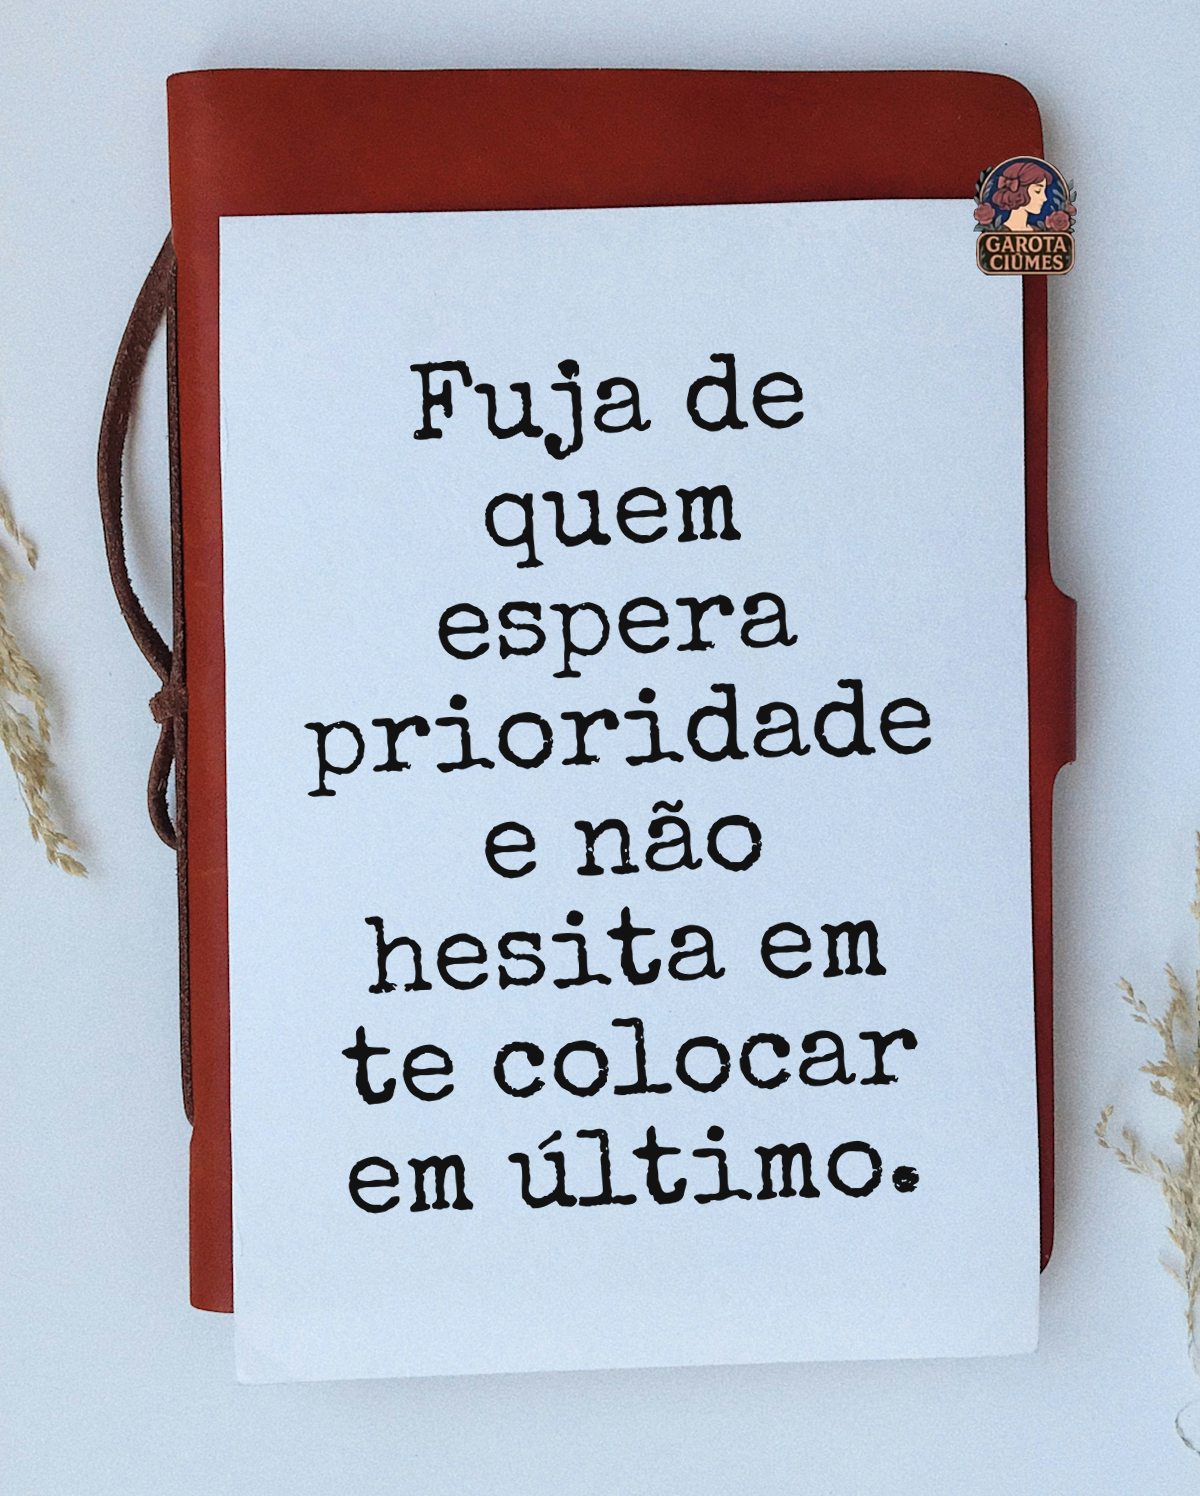 GAROTA
CIÚMES
Fuja de
quem
espera
prioridade
e não
hesita em
te colocar
em último.